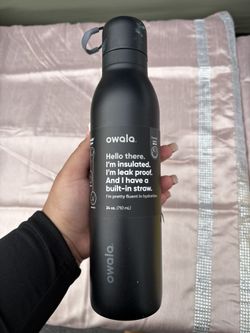 owala
Hello there.
I'm insulated.
I'm leak proof.
And I have a
built-in straw.
I'm pretty fluent in hydration.
24 oz. (710 mL)
owala